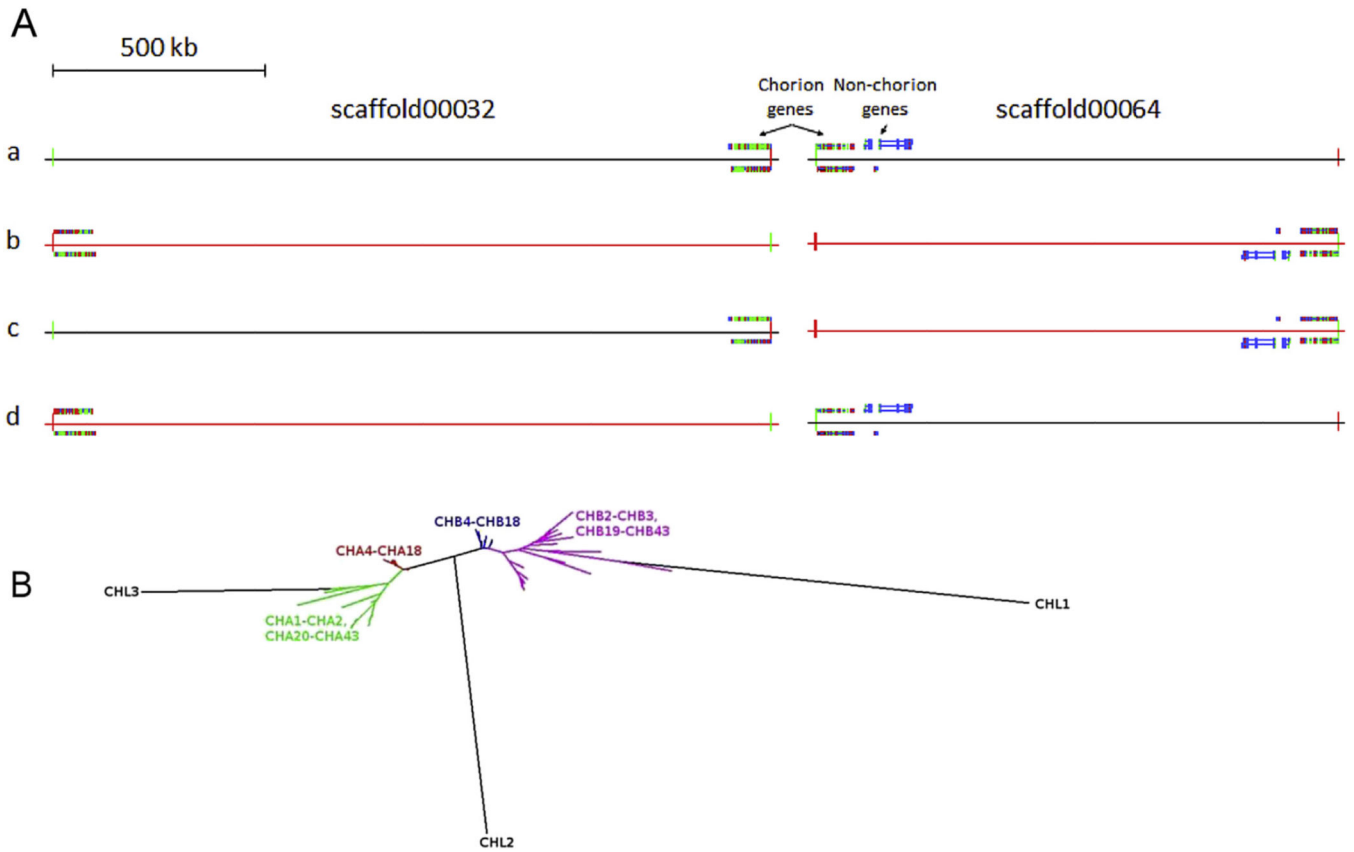 A
500 kb
Chorion genes
Non-chorion genes
scaffold00032
scaffold00064
a
b
c
d
B
CHB4-CHB18
CHB2-CHB3,
CHB19-CHB43
CHA4-CHA18
CHL3
CHA1-CHA2,
CHA20-CHA43
CHL1
CHL2